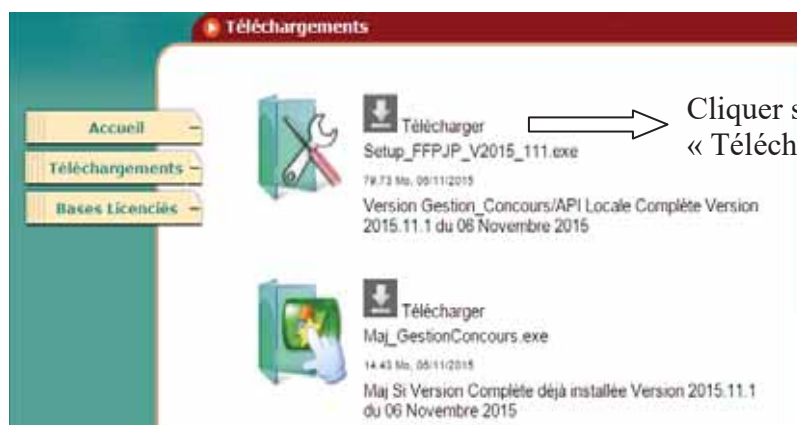 Téléchargements
Accueil
Téléchargements
Bases Licenciés
Télécharger
Setup_FFPJP_V2015_111.exe
79.73 Mo, 06/11/2015
Version Gestion_Concours/API Locale Complète Version
2015.11.1 du 06 Novembre 2015
Cliquer s
« Téléch
Télécharger
Maj_GestionConcours.exe
14.43 Mo, 06/11/2015
Maj Si Version Complète déjà installée Version 2015.11.1
du 06 Novembre 2015